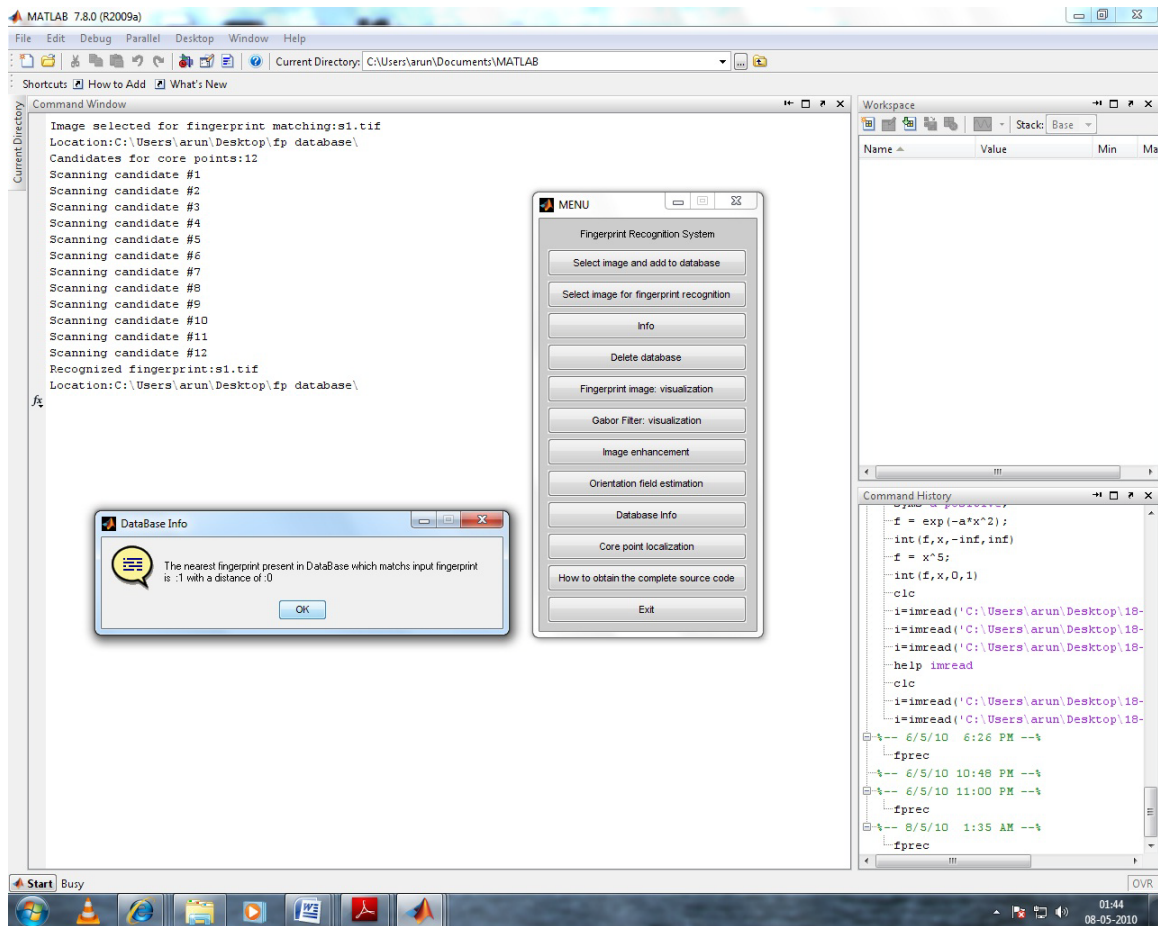 MATLAB 7.8.0 (R2009a)
File Edit Debug Parallel Desktop Window Help
Current Directory: C:\Users\arun\Documents\MATLAB
Shortcuts How to Add What's New
Current Directory
Command Window
Image selected for fingerprint matching:s1.tif
Location:C:\Users\arun\Desktop\fp database\
Candidates for core points:12
Scanning candidate #1
Scanning candidate #2
Scanning candidate #3
Scanning candidate #4
Scanning candidate #5
Scanning candidate #6
Scanning candidate #7
Scanning candidate #8
Scanning candidate #9
Scanning candidate #10
Scanning candidate #11
Scanning candidate #12
Recognized fingerprint:s1.tif
Location:C:\Users\arun\Desktop\fp database\
fx
MENU
Fingerprint Recognition System
Select image and add to database
Select image for fingerprint recognition
Info
Delete database
Fingerprint image: visualization
Gabor Filter: visualization
Image enhancement
Orientation field estimation
Database Info
Core point localization
How to obtain the complete source code
Exit
DataBase Info
The nearest fingerprint present in DataBase which matchs input fingerprint
is :1 with a distance of :0
OK
Workspace
Stack: Base
Name Value Min Ma
Command History
syms a positive;
f = exp(-a*x^2);
int(f,x,-inf,inf)
f = x^5;
int(f,x,0,1)
clc
i=imread('C:\Users\arun\Desktop\18-
i=imread('C:\Users\arun\Desktop\18-
i=imread('C:\Users\arun\Desktop\18-
help imread
clc
i=imread('C:\Users\arun\Desktop\18-
i=imread('C:\Users\arun\Desktop\18-
%-- 6/5/10 6:26 PM --%
fprec
%-- 6/5/10 10:48 PM --%
%-- 6/5/10 11:00 PM --%
fprec
%-- 8/5/10 1:35 AM --%
fprec
Start Busy
OVR
01:44
08-05-2010